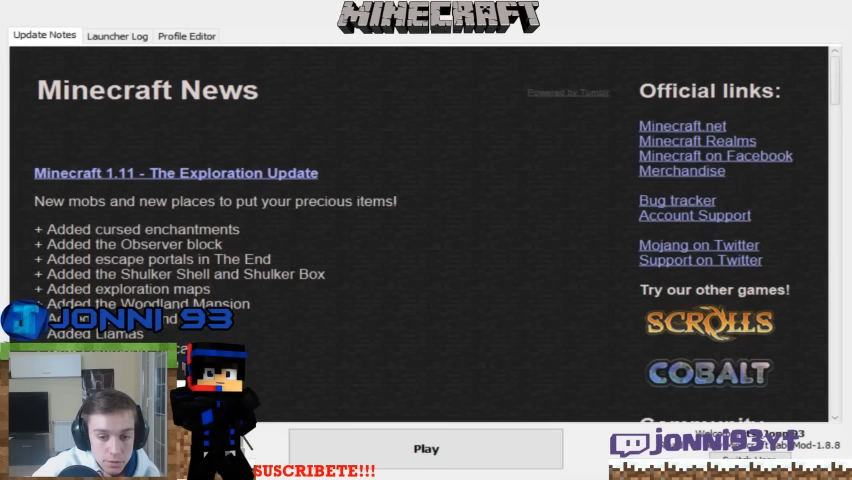 MINECRAFT
Update Notes
Launcher Log
Profile Editor
Minecraft News
Powered by Tumblr
Official links:
Minecraft.net
Minecraft Realms
Minecraft on Facebook
Merchandise
Minecraft 1.11 - The Exploration Update
New mobs and new places to put your precious items!
Bug tracker
Account Support
+ Added cursed enchantments
+ Added the Observer block
+ Added escape portals in The End
+ Added the Shulker Shell and Shulker Box
+ Added exploration maps
+ Added the Woodland Mansion
+ Added Llamas
Mojang on Twitter
Support on Twitter
Try our other games!
SCROLLS
COBALT
JONNI 93
Play
jonni93yt
Mod-1.8.8
SUSCRIBETE!!!